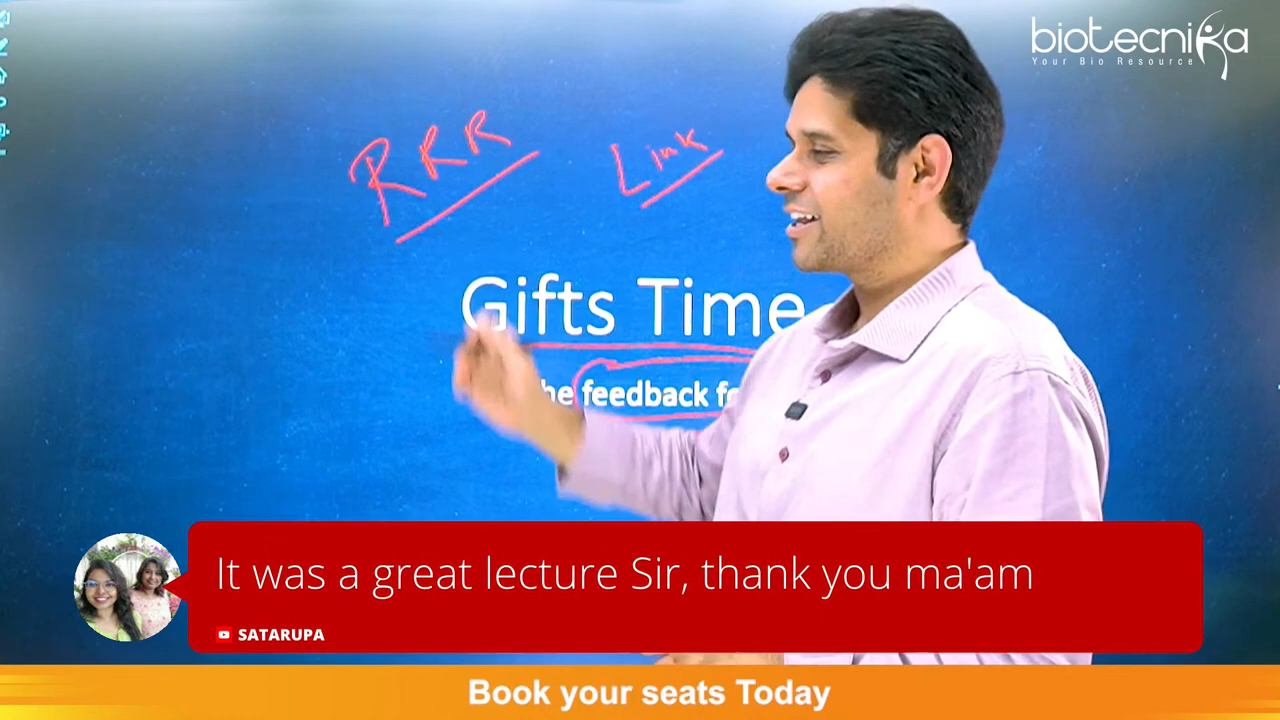 biotecnika
Your Bio Resource
RRR
Link
Gifts Time
feedback
It was a great lecture Sir, thank you ma'am
SATARUPA
Book your seats Today